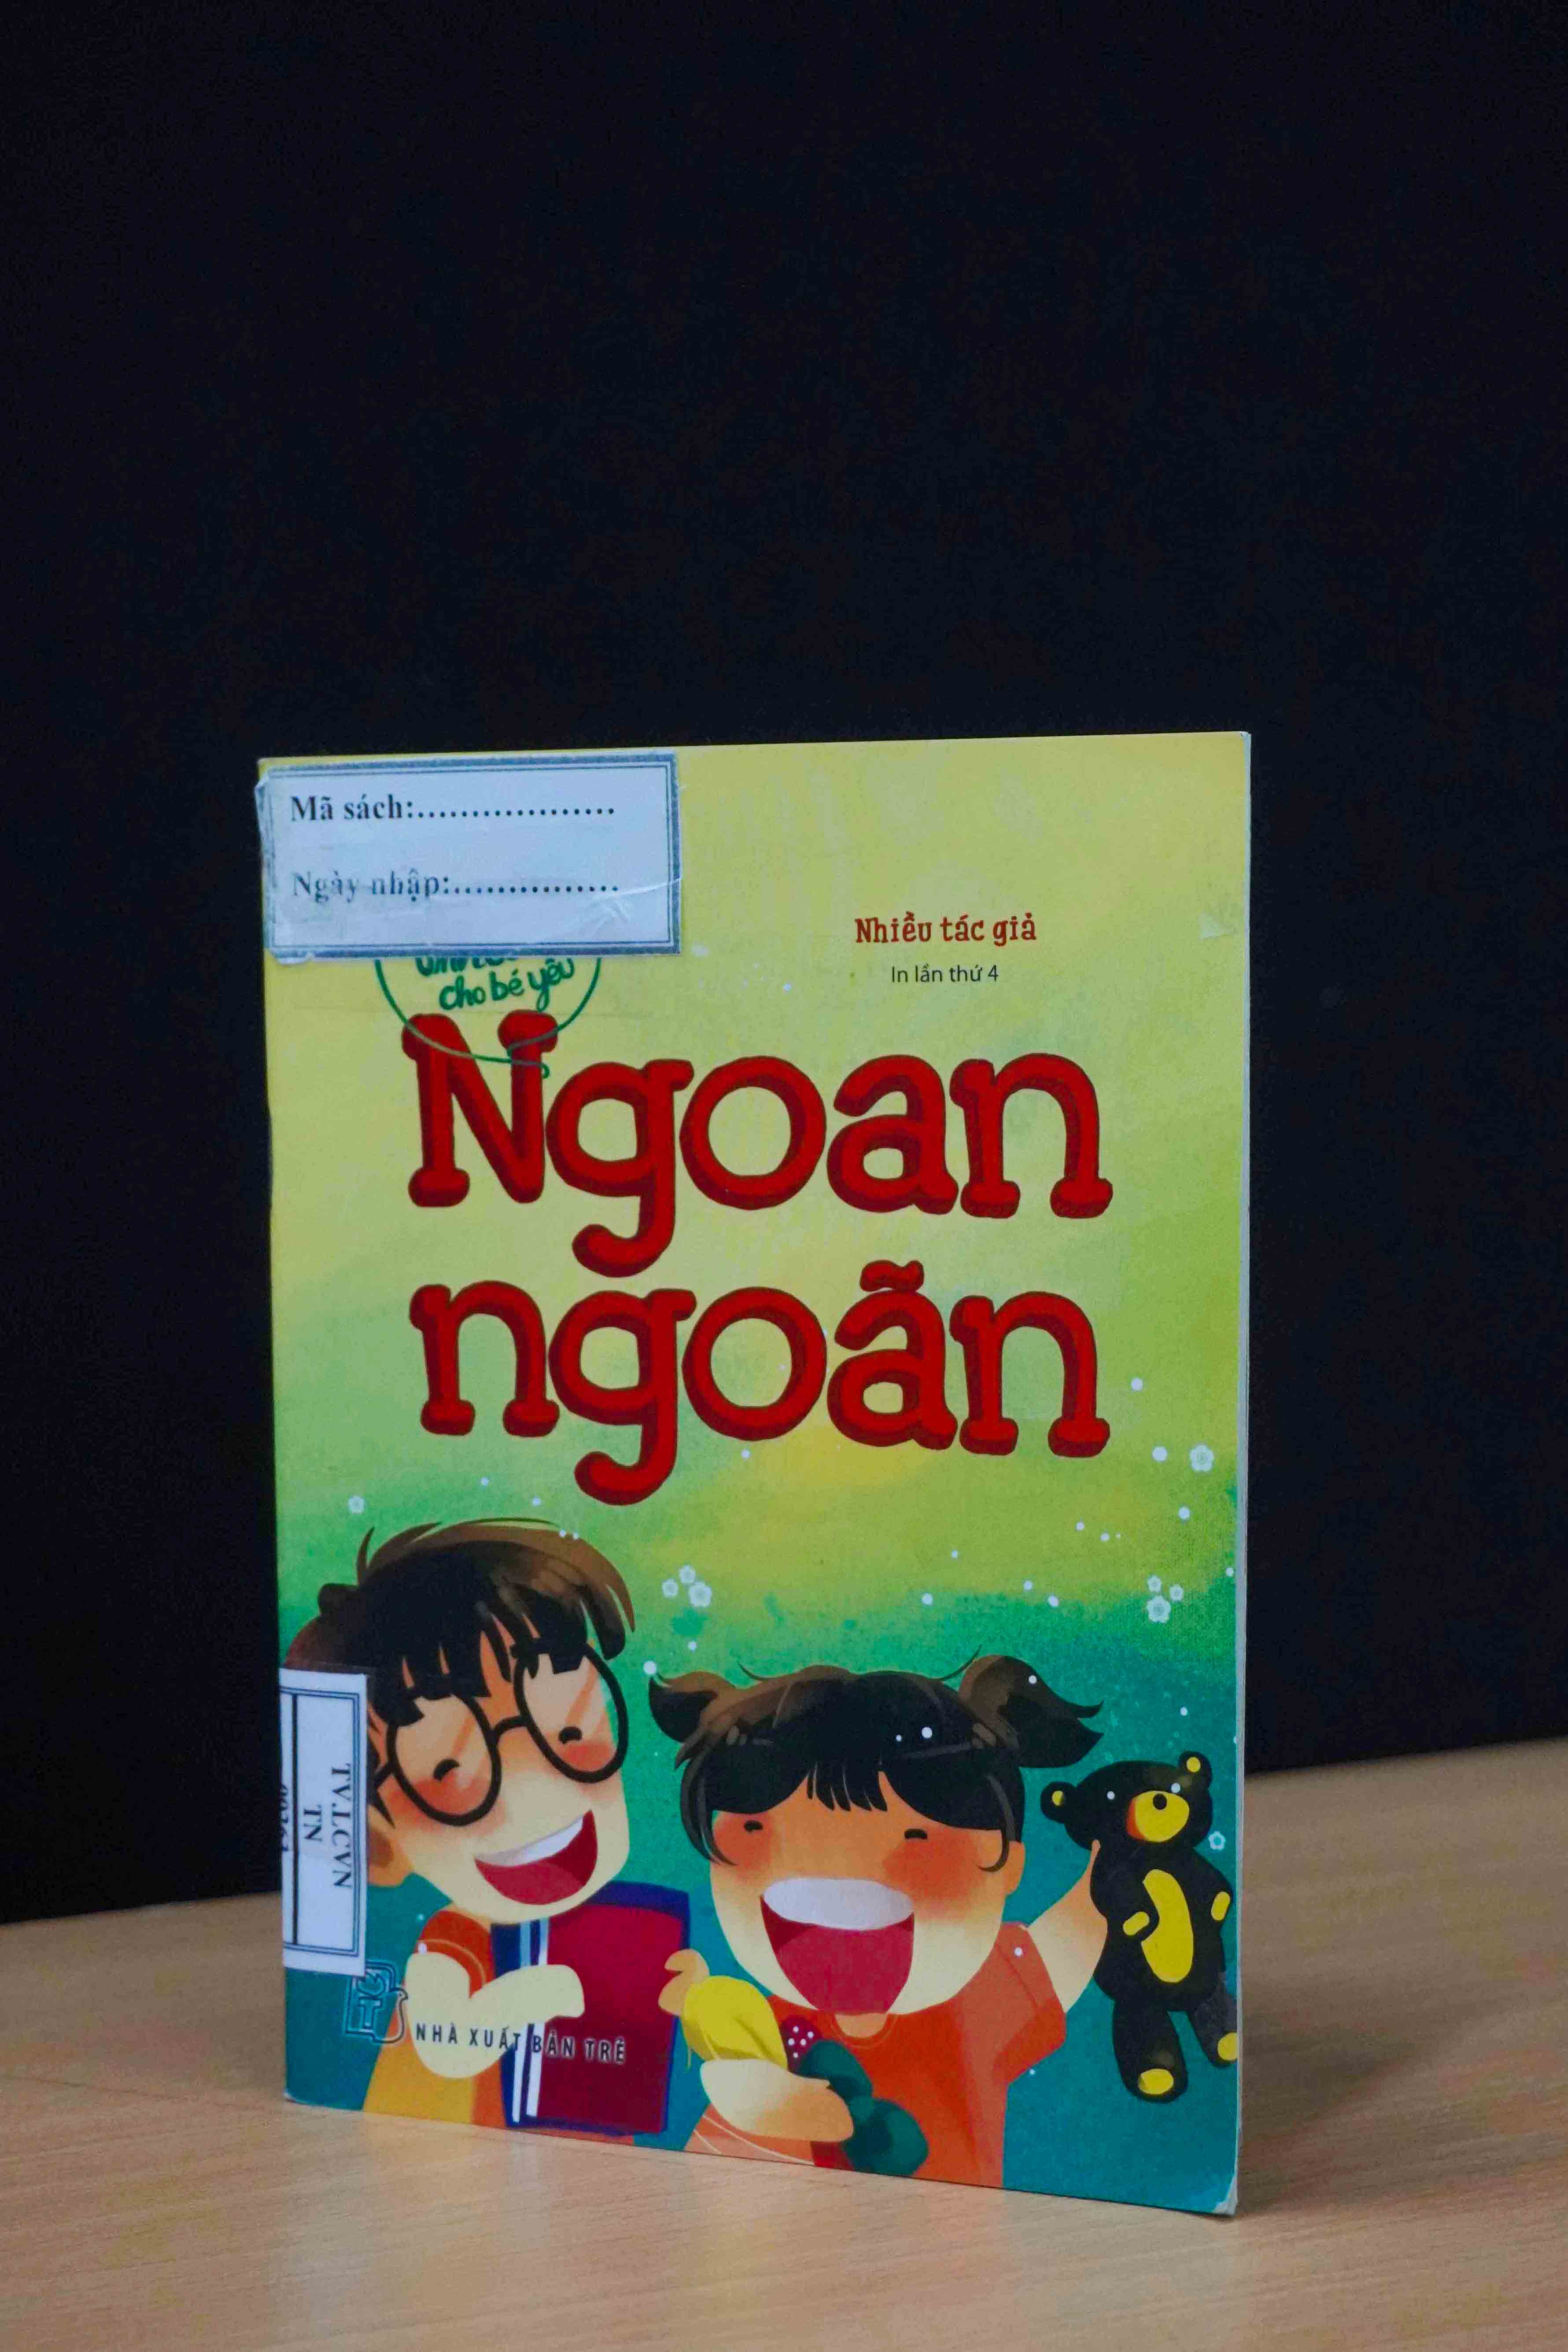 Mã sách:..................
Ngày nhập:...............
cho bé yêu
Nhiều tác giả
In lần thứ 4
Ngoan
ngoãn
TV.LCVN
TN
NHÀ XUẤT BẢN TRẺ